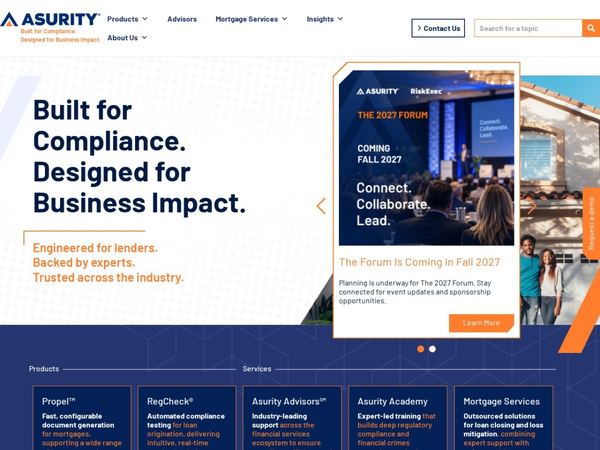 ASURITY®
Built for Compliance.
Designed for Business Impact.
Products
Advisors
Mortgage Services
Insights
About Us
Contact Us
Search for a topic
Built for
Compliance.
Designed for
Business Impact.
Engineered for lenders.
Backed by experts.
Trusted across the industry.
ASURITY RiskExec
THE 2027 FORUM
COMING
FALL 2027
Connect.
Collaborate.
Lead.
Connect.
Collaborate.
Lead.
The Forum Is Coming in Fall 2027
Planning is underway for The 2027 Forum. Stay
connected for event updates and sponsorship
opportunities.
Learn More
Request a demo
Products
Services
Propel™
Fast, configurable
document generation
for mortgages,
supporting a wide range
RegCheck®
Automated compliance
testing for loan
origination, delivering
intuitive, real-time
Asurity Advisors℠
Industry-leading
support across the
financial services
ecosystem to ensure
Asurity Academy
Expert-led training that
builds deep regulatory
compliance and
financial crimes
Mortgage Services
Outsourced solutions
for loan closing and loss
mitigation, combining
expert support with